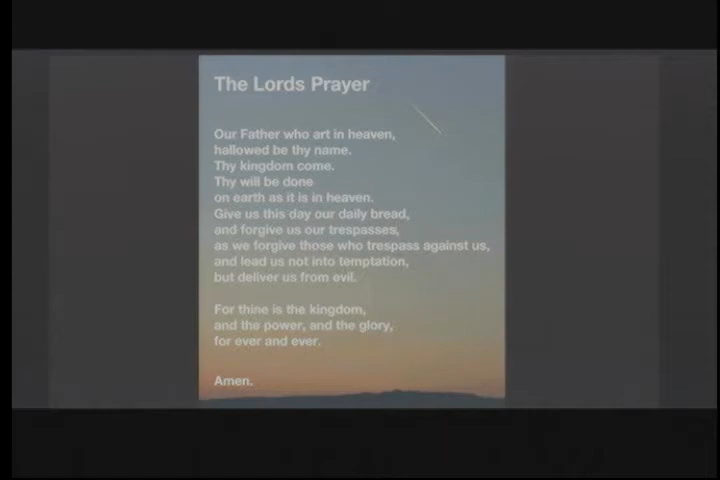 The Lords Prayer
Our Father who art in heaven,
hallowed be thy name.
Thy kingdom come.
Thy will be done
on earth as it is in heaven.
Give us this day our daily bread,
and forgive us our trespasses,
as we forgive those who trespass against us,
and lead us not into temptation,
but deliver us from evil.
For thine is the kingdom,
and the power, and the glory,
for ever and ever.
Amen.